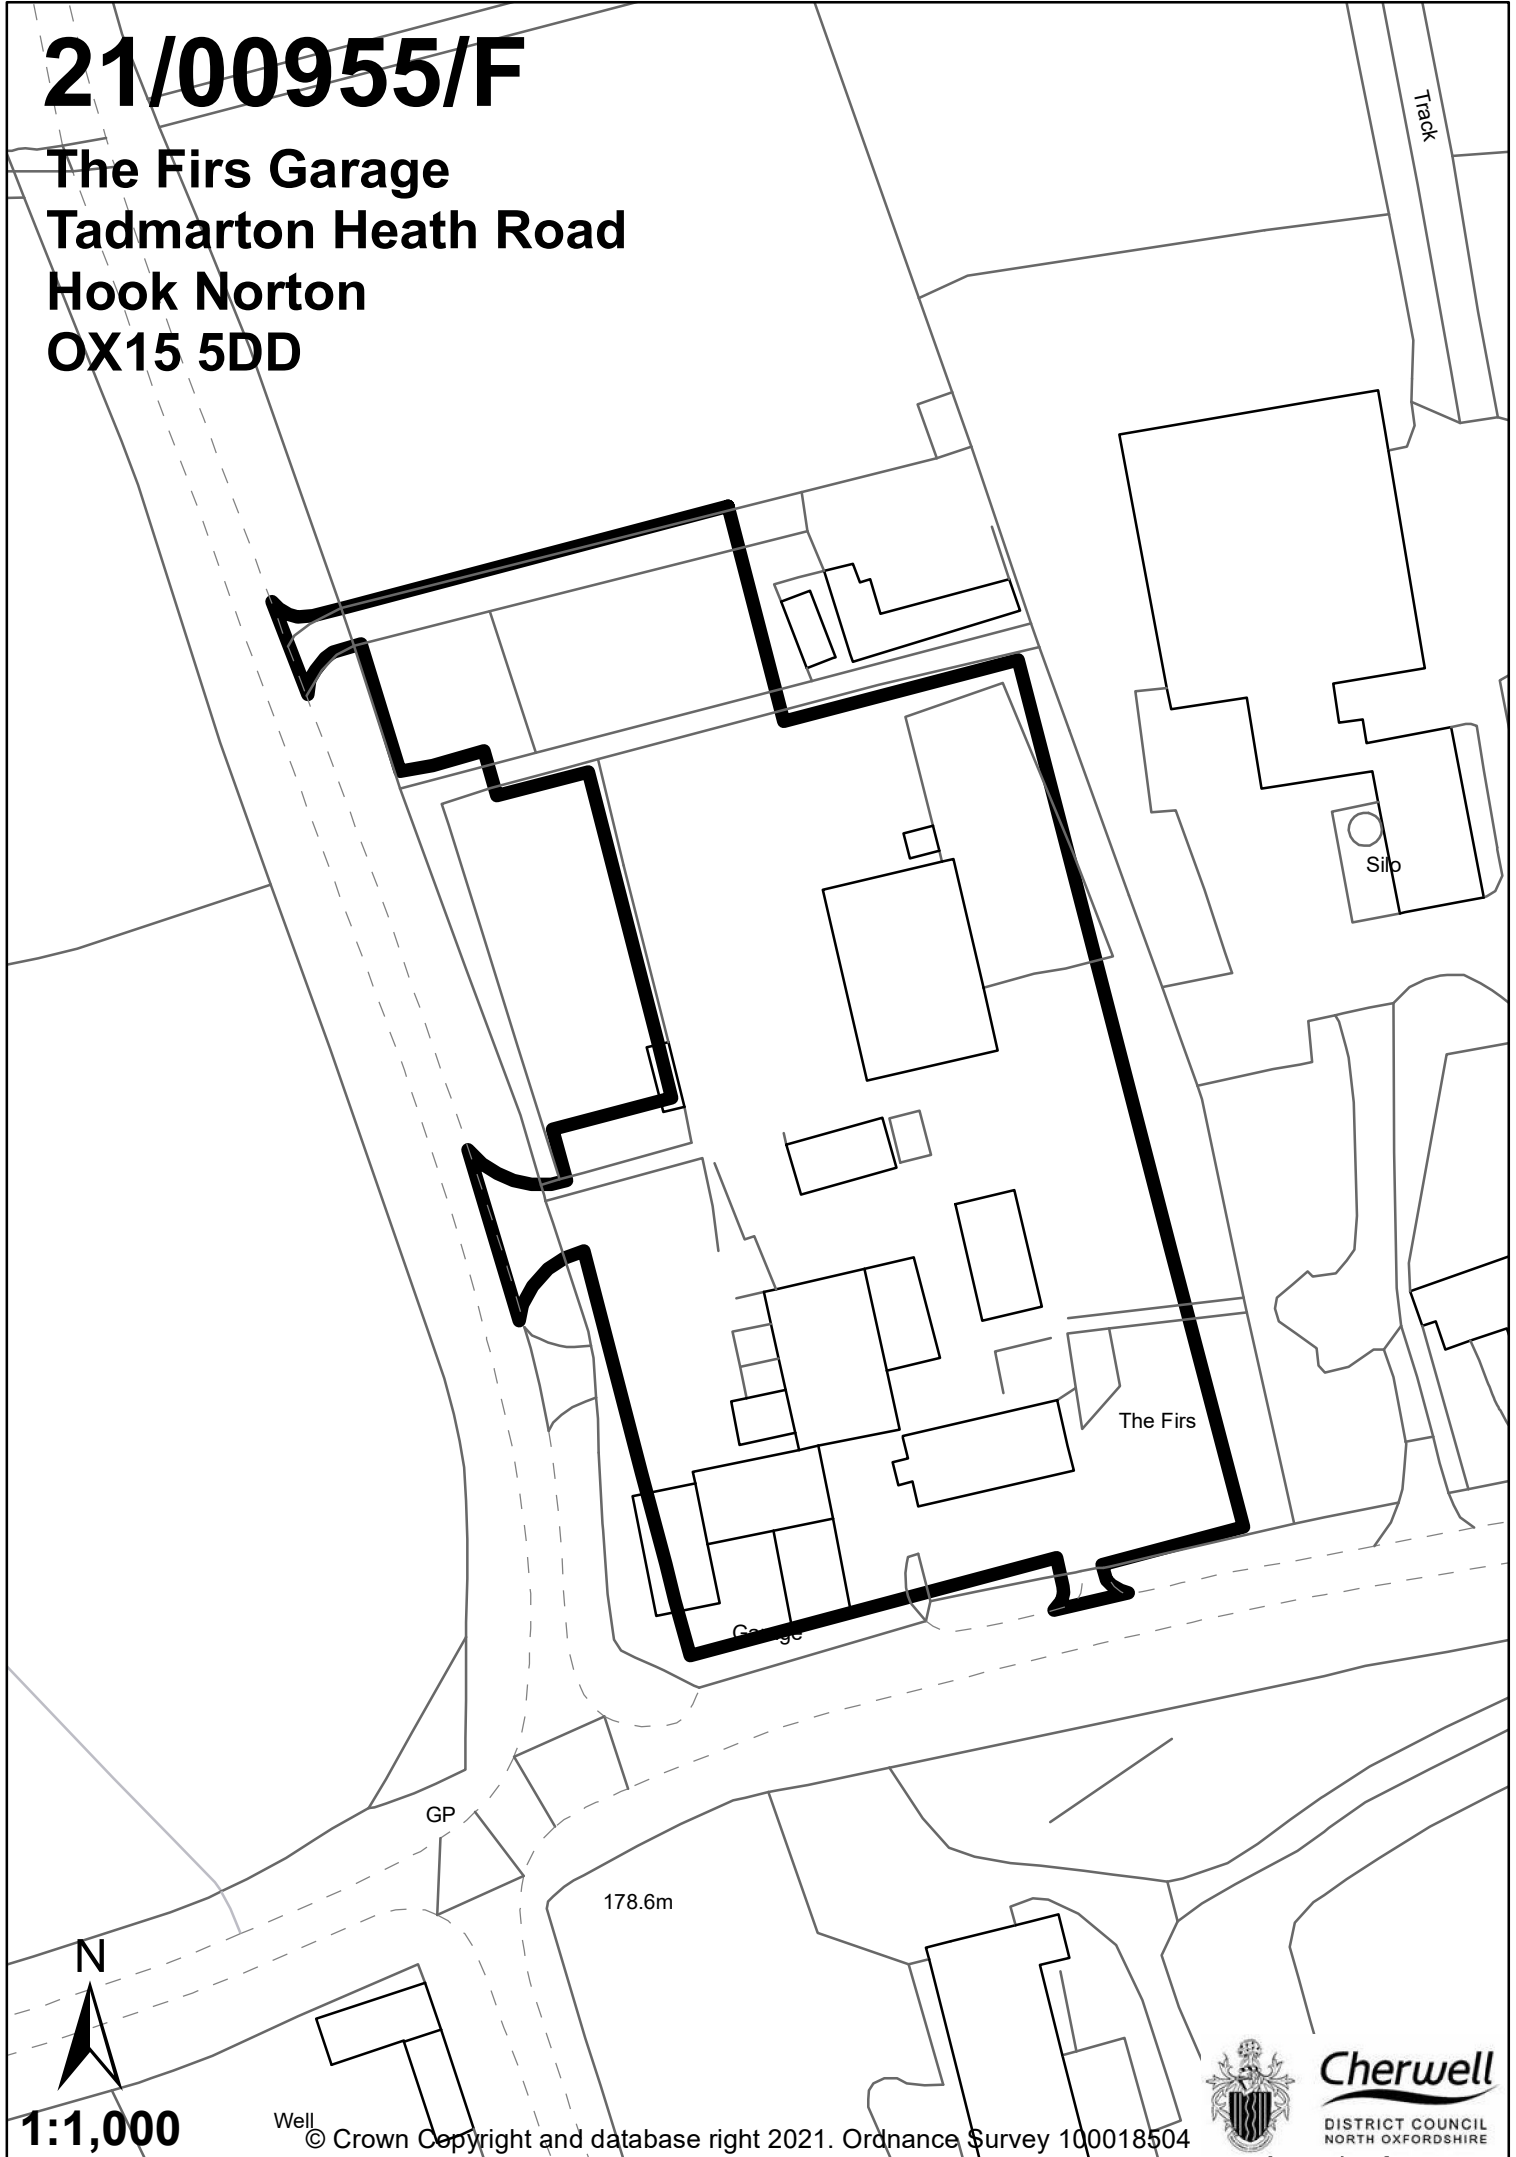 21/00955/F
The Firs Garage
Tadmarton Heath Road
Hook Norton
OX15 5DD
Track
Silo
The Firs
Garage
GP
178.6m
N
1:1,000
Well
© Crown Copyright and database right 2021. Ordnance Survey 100018504
Cherwell
DISTRICT COUNCIL
NORTH OXFORDSHIRE